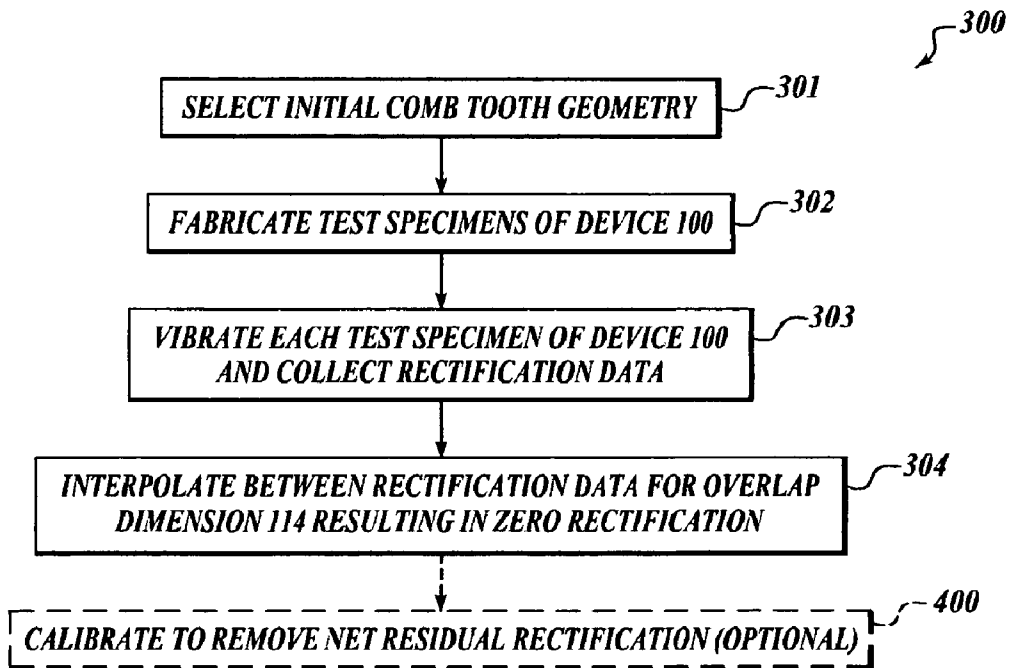 300
SELECT INITIAL COMB TOOTH GEOMETRY
301
FABRICATE TEST SPECIMENS OF DEVICE 100
302
VIBRATE EACH TEST SPECIMEN OF DEVICE 100
AND COLLECT RECTIFICATION DATA
303
INTERPOLATE BETWEEN RECTIFICATION DATA FOR OVERLAP
DIMENSION 114 RESULTING IN ZERO RECTIFICATION
304
CALIBRATE TO REMOVE NET RESIDUAL RECTIFICATION (OPTIONAL)
400